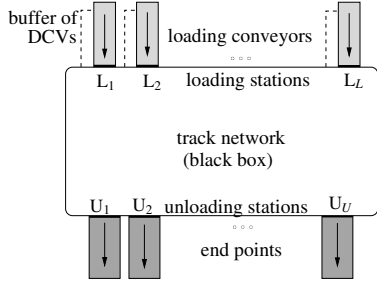 buffer of
DCVs
loading conveyors
L1 L2 LL
loading stations
track network
(black box)
U1 U2 UU
unloading stations
end points